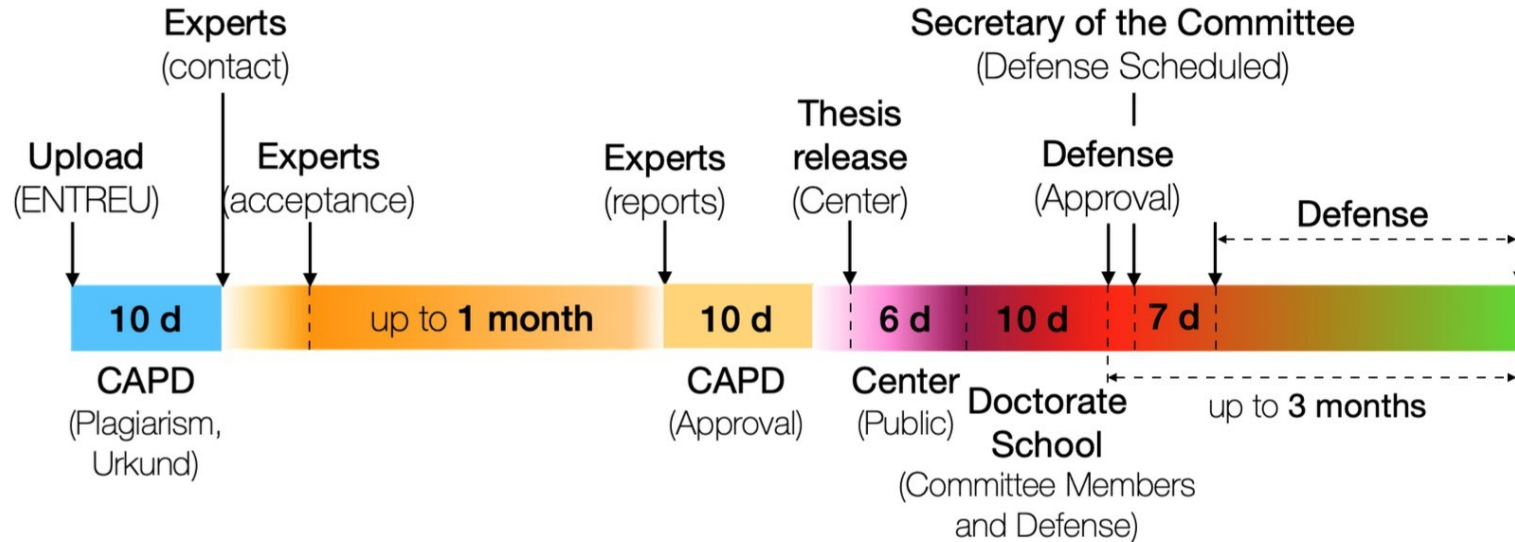 Experts
(contact)
Secretary of the Committee
(Defense Scheduled)
Upload
(ENTREU)
Experts
(acceptance)
Experts
(reports)
Thesis
release
(Center)
Defense
(Approval)
Defense
10 d
up to 1 month
10 d
6 d
10 d
7 d
CAPD
(Plagiarism,
Urkund)
CAPD
(Approval)
Center
(Public)
Doctorate
School
(Committee Members
and Defense)
up to 3 months